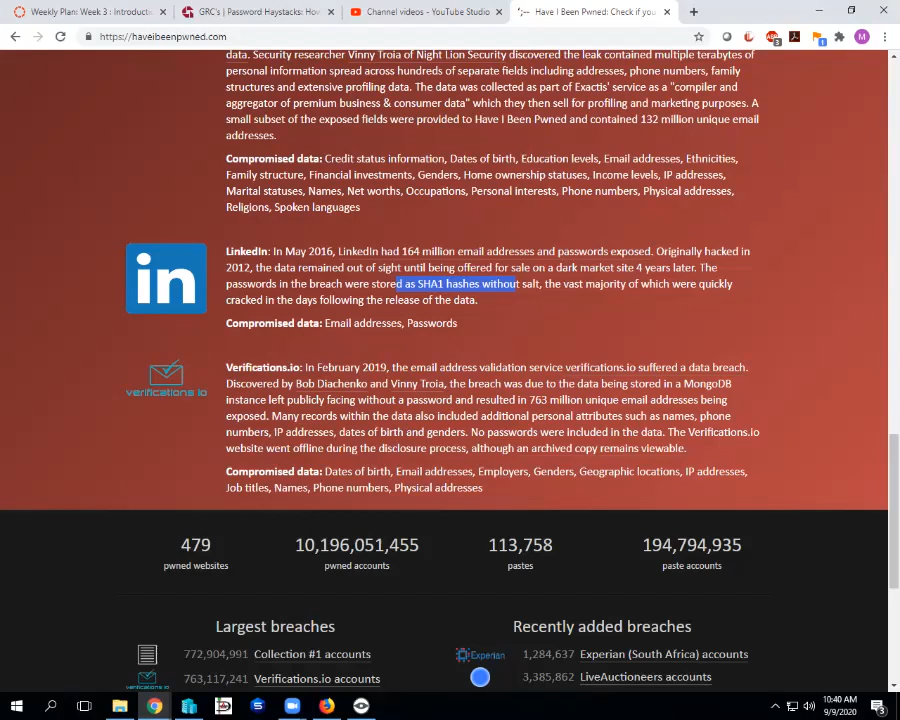 Weekly Plan: Week 3 : Introducti
GRC's | Password Haystacks: How
Channel videos - YouTube Studio
Have I Been Pwned: Check if you
https://haveibeenpwned.com
data. Security researcher Vinny Troia of Night Lion Security discovered the leak contained multiple terabytes of
personal information spread across hundreds of separate fields including addresses, phone numbers, family
structures and extensive profiling data. The data was collected as part of Exactis' service as a "compiler and
aggregator of premium business & consumer data" which they then sell for profiling and marketing purposes. A
small subset of the exposed fields were provided to Have I Been Pwned and contained 132 million unique email
addresses.
Compromised data: Credit status information, Dates of birth, Education levels, Email addresses, Ethnicities,
Family structure, Financial investments, Genders, Home ownership statuses, Income levels, IP addresses,
Marital statuses, Names, Net worths, Occupations, Personal interests, Phone numbers, Physical addresses,
Religions, Spoken languages
in
LinkedIn: In May 2016, LinkedIn had 164 million email addresses and passwords exposed. Originally hacked in
2012, the data remained out of sight until being offered for sale on a dark market site 4 years later. The
passwords in the breach were stored as SHA1 hashes without salt, the vast majority of which were quickly
cracked in the days following the release of the data.
Compromised data: Email addresses, Passwords
verifications io
Verifications.io: In February 2019, the email address validation service verifications.io suffered a data breach.
Discovered by Bob Diachenko and Vinny Troia, the breach was due to the data being stored in a MongoDB
instance left publicly facing without a password and resulted in 763 million unique email addresses being
exposed. Many records within the data also included additional personal attributes such as names, phone
numbers, IP addresses, dates of birth and genders. No passwords were included in the data. The Verifications.io
website went offline during the disclosure process, although an archived copy remains viewable.
Compromised data: Dates of birth, Email addresses, Employers, Genders, Geographic locations, IP addresses,
Job titles, Names, Phone numbers, Physical addresses
479
pwned websites
10,196,051,455
pwned accounts
113,758
pastes
194,794,935
paste accounts
Largest breaches
772,904,991 Collection #1 accounts
verifications io
763,117,241 Verifications.io accounts
Recently added breaches
Experian
1,284,637 Experian (South Africa) accounts
3,385,862 LiveAuctioneers accounts
10:40 AM
9/9/2020